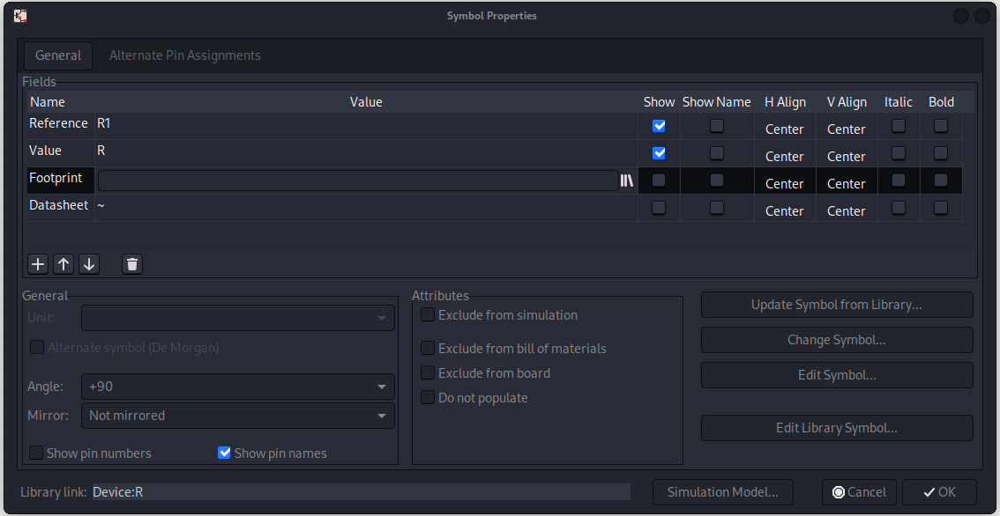 Symbol Properties
General Alternate Pin Assignments
Fields
Name Value Show Show Name H Align V Align Italic Bold
Reference R1 Center Center
Value R Center Center
Footprint Center Center
Datasheet ~ Center Center
General
Unit:
Alternate symbol (De Morgan)
Angle: +90
Mirror: Not mirrored
Show pin numbers Show pin names
Attributes
Exclude from simulation
Exclude from bill of materials
Exclude from board
Do not populate
Update Symbol from Library...
Change Symbol...
Edit Symbol...
Edit Library Symbol...
Library link: Device:R
Simulation Model... Cancel OK